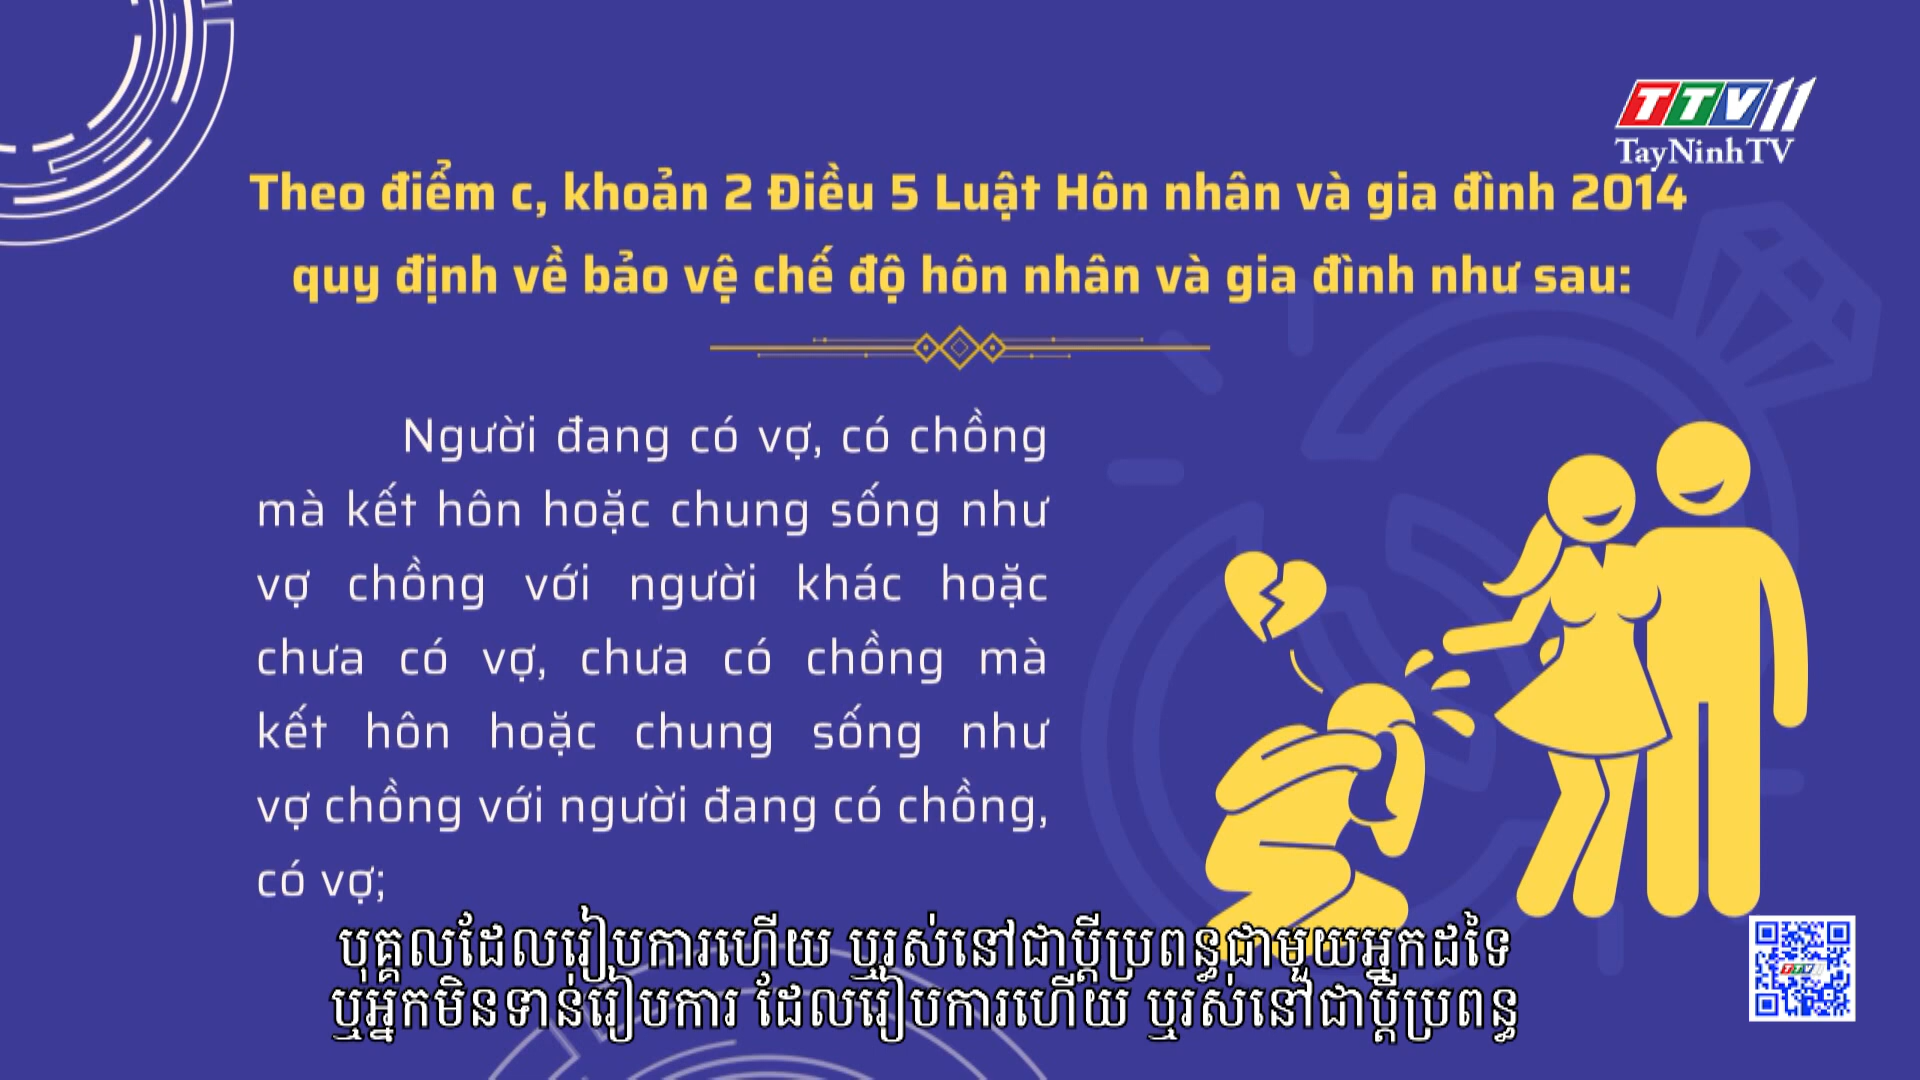 TTV11
TayNinhTV
Theo điểm c, khoản 2 Điều 5 Luật Hôn nhân và gia đình 2014
quy định về bảo vệ chế độ hôn nhân và gia đình như sau:
Người đang có vợ, có chồng
mà kết hôn hoặc chung sống như
vợ chồng với người khác hoặc
chưa có vợ, chưa có chồng mà
kết hôn hoặc chung sống như
vợ chồng với người đang có chồng,
có vợ;
បុគ្គលដែលរៀបការហើយ ឬរស់នៅជាប្តីប្រពន្ធជាមួយអ្នកដទៃ
ឬអ្នកមិនទាន់រៀបការ ដែលរៀបការហើយ ឬរស់នៅជាប្តីប្រពន្ធ
TTV11